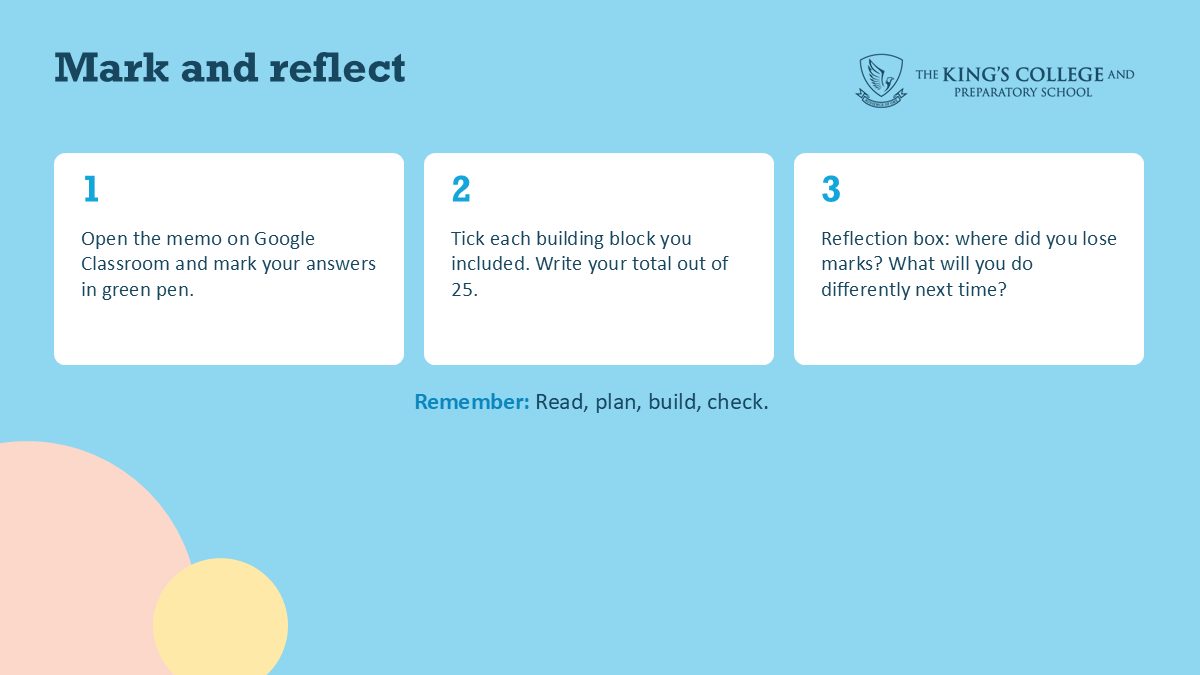 Mark and reflect
THE KING'S COLLEGE AND
PREPARATORY SCHOOL
1
Open the memo on Google
Classroom and mark your answers
in green pen.
2
Tick each building block you
included. Write your total out of
25.
3
Reflection box: where did you lose
marks? What will you do
differently next time?
Remember: Read, plan, build, check.